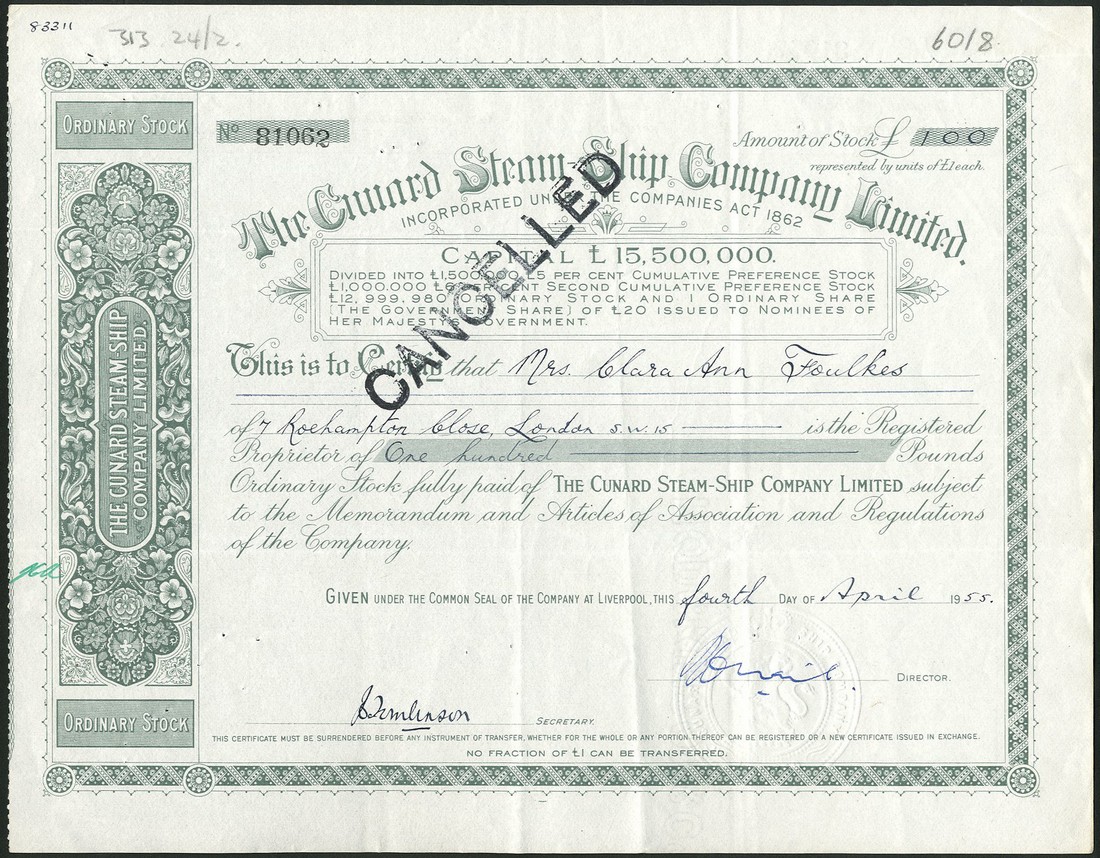 83311
313 24/2.
60/8
ORDINARY STOCK
Nº 81062
Amount of Stock £ 100
represented by units of £1 each.
The Cunard Steam-Ship Company Limited.
INCORPORATED UNDER THE COMPANIES ACT 1862
CANCELLED
CAPITAL £15,500,000.
DIVIDED INTO £1,500,000 £5 PER CENT CUMULATIVE PREFERENCE STOCK
£1,000.000 £6 PER CENT SECOND CUMULATIVE PREFERENCE STOCK
£12,999,980 ORDINARY STOCK AND 1 ORDINARY SHARE
(THE GOVERNMENT SHARE) OF £20 ISSUED TO NOMINEES OF
HER MAJESTY'S GOVERNMENT.
This is to Certify that Mrs. Clara Ann Foulkes
of 7 Roehampton Close, London S.W. 15 is the Registered
Proprietor of One hundred Pounds
Ordinary Stock fully paid of THE CUNARD STEAM-SHIP COMPANY LIMITED subject
to the Memorandum and Articles of Association and Regulations
of the Company.
GIVEN UNDER THE COMMON SEAL OF THE COMPANY AT LIVERPOOL, THIS fourth DAY OF April 1955.
DIRECTOR.
STomlinson SECRETARY.
THIS CERTIFICATE MUST BE SURRENDERED BEFORE ANY INSTRUMENT OF TRANSFER, WHETHER FOR THE WHOLE OR ANY PORTION THEREOF CAN BE REGISTERED OR A NEW CERTIFICATE ISSUED IN EXCHANGE.
NO FRACTION OF £1 CAN BE TRANSFERRED.
THE CUNARD STEAM-SHIP
COMPANY LIMITED.
ORDINARY STOCK